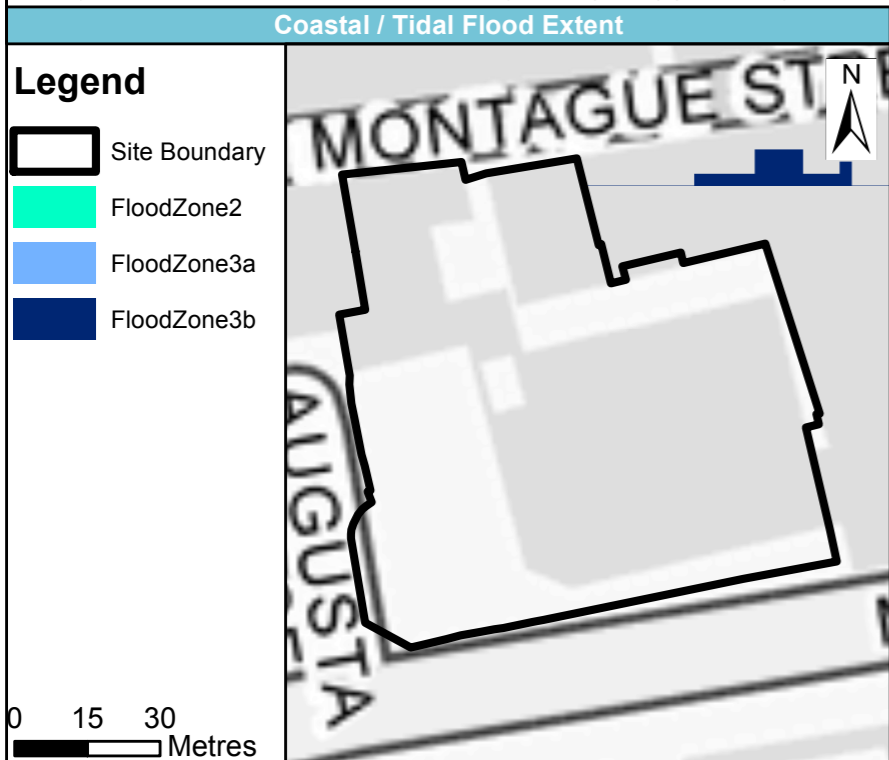 Coastal / Tidal Flood Extent
Legend
Site Boundary
FloodZone2
FloodZone3a
FloodZone3b
0 15 30
Metres
MONTAGUE ST
N
AUGUSTA